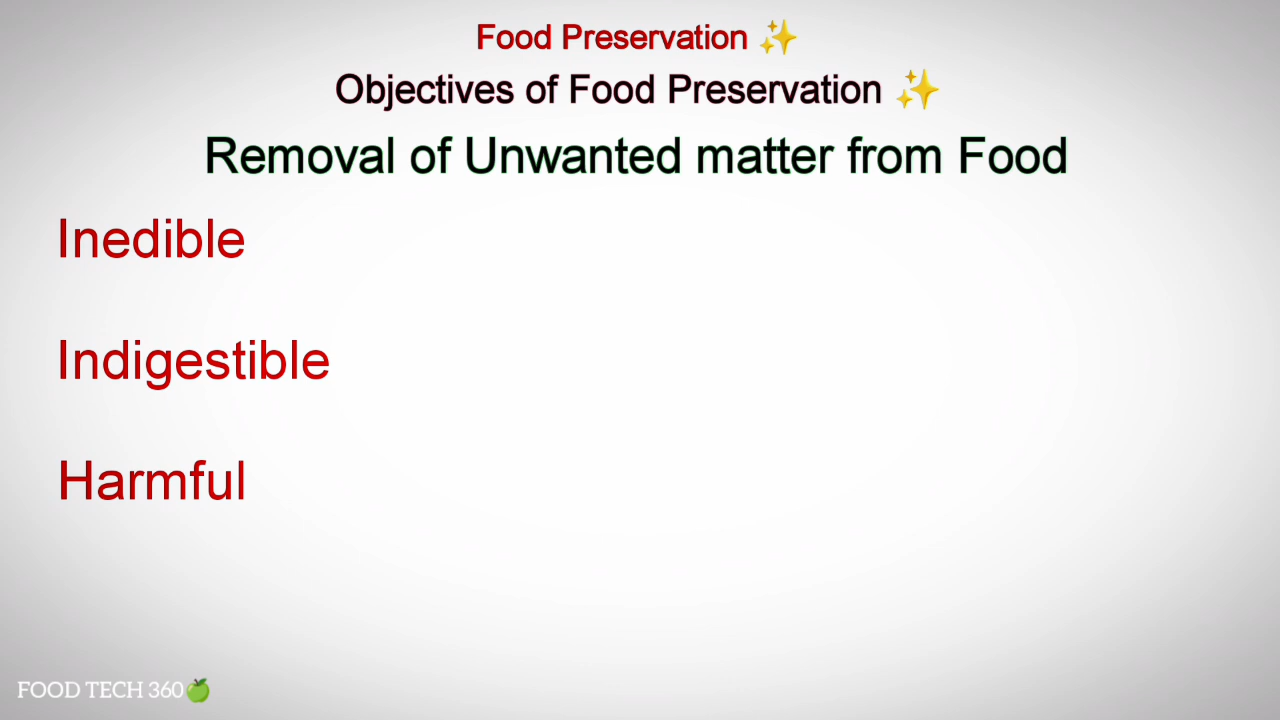 Food Preservation ✨
Objectives of Food Preservation ✨
Removal of Unwanted matter from Food
Inedible
Indigestible
Harmful
FOOD TECH 360🍏